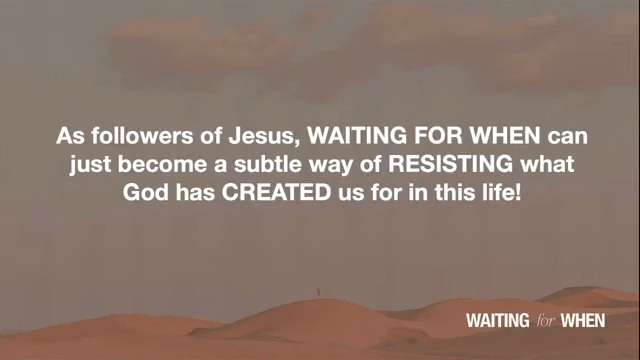 As followers of Jesus, WAITING FOR WHEN can
just become a subtle way of RESISTING what
God has CREATED us for in this life!
WAITING for WHEN